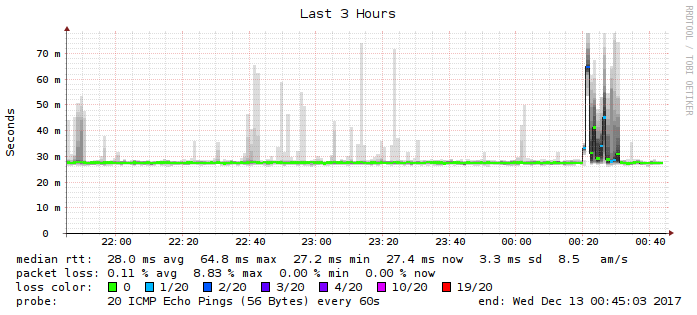 Last 3 Hours
RRDTOOL / TOBI OETIKER
Seconds
70 m
60 m
50 m
40 m
30 m
20 m
10 m
0
22:00 22:20 22:40 23:00 23:20 23:40 00:00 00:20 00:40
median rtt: 28.0 ms avg 64.8 ms max 27.2 ms min 27.4 ms now 3.3 ms sd 8.5 am/s
packet loss: 0.11 % avg 8.83 % max 0.00 % min 0.00 % now
loss color: 0 1/20 2/20 3/20 4/20 10/20 19/20
probe: 20 ICMP Echo Pings (56 Bytes) every 60s end: Wed Dec 13 00:45:03 2017